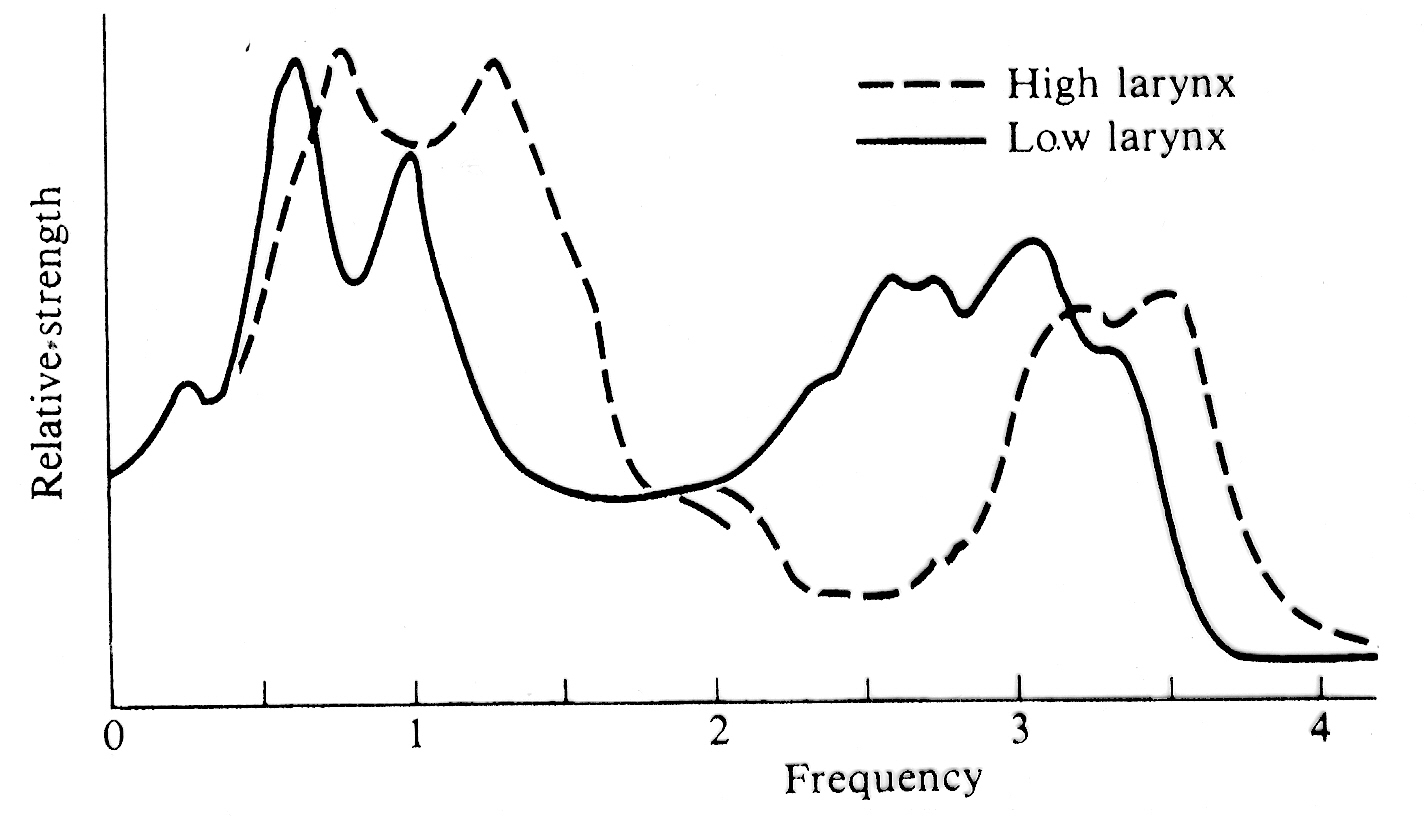 High larynx
Low larynx
Relative strength
0 1 2 3 4
Frequency